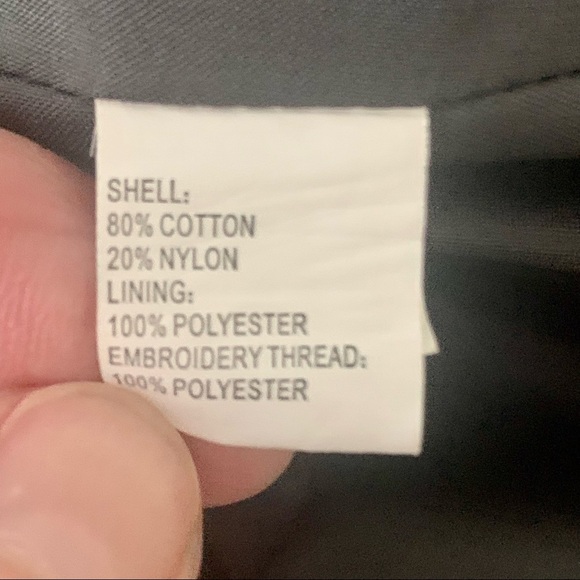 SHELL:
80% COTTON
20% NYLON
LINING:
100% POLYESTER
EMBROIDERY THREAD:
100% POLYESTER